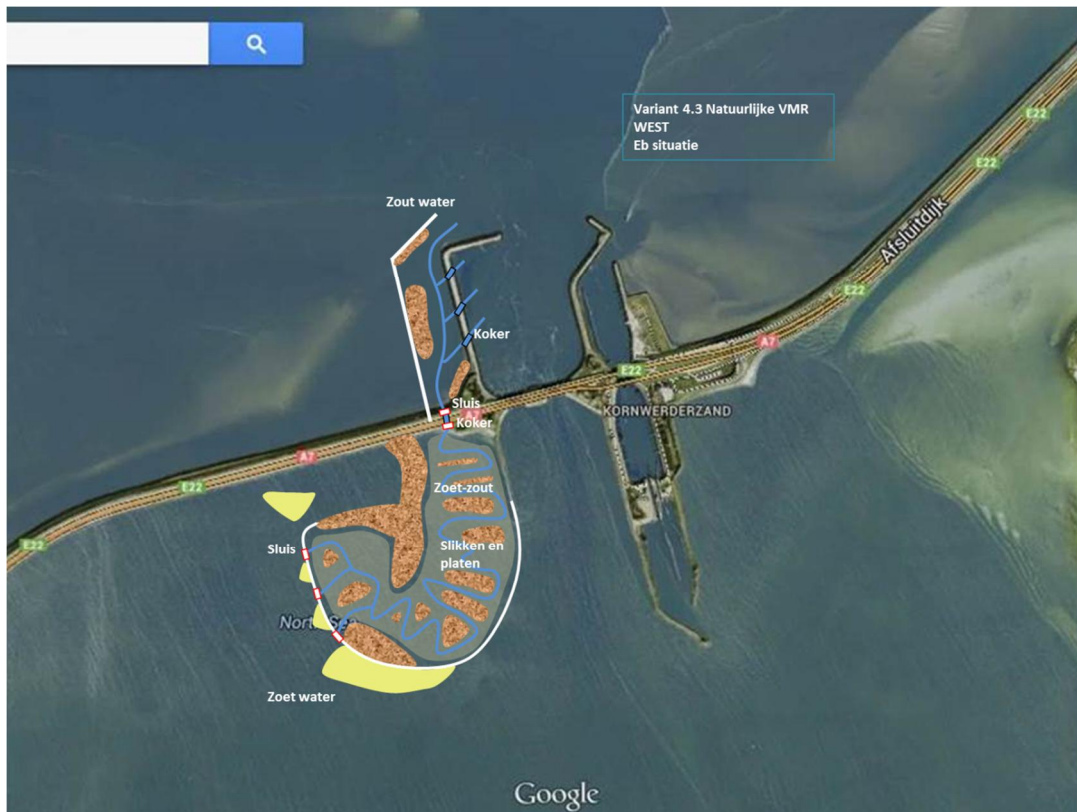 Variant 4.3 Natuurlijke VMR
WEST
Eb situatie
E22
E22
Afsluitdijk
Zout water
E22
Koker
A7
E22
Sluis
A7
Koker
KORNWERDERZAND
A7
E22
Zoet-zout
E22
Sluis
Slikken en
platen
North Sea
Zoet water
Google